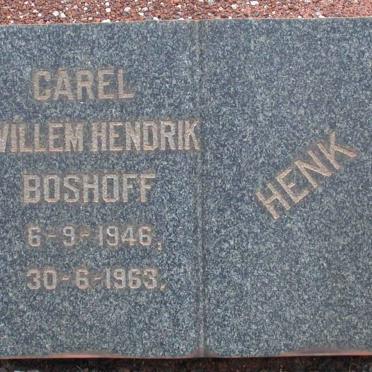 CAREL
WILLEM HENDRIK
BOSHOFF
6-9-1946,
30-6-1963.
HENK